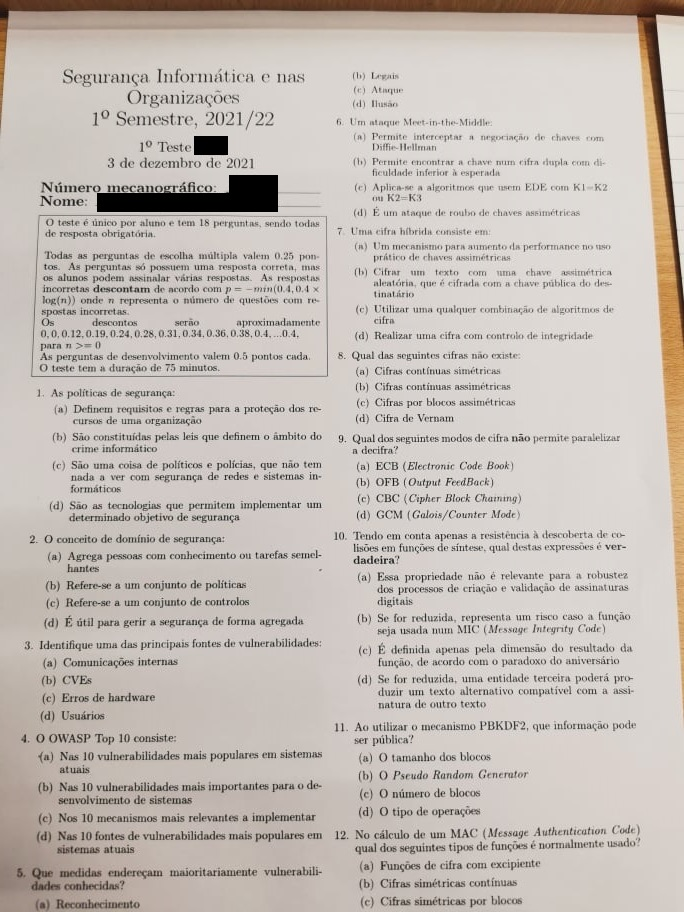 Segurança Informática e nas
Organizações
1º Semestre, 2021/22
1º Teste
3 de dezembro de 2021
Número mecanográfico:
Nome:
O teste é único por aluno e tem 18 perguntas, sendo todas
de resposta obrigatória.
Todas as perguntas de escolha múltipla valem 0.25 pon-
tos. As perguntas só possuem uma resposta correta, mas
os alunos podem assinalar várias respostas. As respostas
incorretas descontam de acordo com p = −min(0.4, 0.4 ×
log(n)) onde n representa o número de questões com re-
spostas incorretas.
Os descontos serão aproximadamente
0, 0, 0.12, 0.19, 0.24, 0.28, 0.31, 0.34, 0.36, 0.38, 0.4, ...0.4,
para n >= 0
As perguntas de desenvolvimento valem 0.5 pontos cada.
O teste tem a duração de 75 minutos.
1. As políticas de segurança:
(a) Definem requisitos e regras para a proteção dos re-
cursos de uma organização
(b) São constituídas pelas leis que definem o âmbito do
crime informático
(c) São uma coisa de políticos e polícias, que não tem
nada a ver com segurança de redes e sistemas in-
formáticos
(d) São as tecnologias que permitem implementar um
determinado objetivo de segurança
2. O conceito de domínio de segurança:
(a) Agrega pessoas com conhecimento ou tarefas semel-
hantes
(b) Refere-se a um conjunto de políticas
(c) Refere-se a um conjunto de controlos
(d) É útil para gerir a segurança de forma agregada
3. Identifique uma das principais fontes de vulnerabilidades:
(a) Comunicações internas
(b) CVEs
(c) Erros de hardware
(d) Usuários
4. O OWASP Top 10 consiste:
(a) Nas 10 vulnerabilidades mais populares em sistemas
atuais
(b) Nas 10 vulnerabilidades mais importantes para o de-
senvolvimento de sistemas
(c) Nos 10 mecanismos mais relevantes a implementar
(d) Nas 10 fontes de vulnerabilidades mais populares em
sistemas atuais
5. Que medidas endereçam maioritariamente vulnerabili-
dades conhecidas?
(a) Reconhecimento
(b) Legais
(c) Ataque
(d) Ilusão
6. Um ataque Meet-in-the-Middle:
(a) Permite interceptar a negociação de chaves com
Diffie-Hellman
(b) Permite encontrar a chave num cifra dupla com di-
ficuldade inferior à esperada
(c) Aplica-se a algoritmos que usem EDE com K1=K2
ou K2=K3
(d) É um ataque de roubo de chaves assimétricas
7. Uma cifra híbrida consiste em:
(a) Um mecanismo para aumento da performance no uso
prático de chaves assimétricas
(b) Cifrar um texto com uma chave assimétrica
aleatória, que é cifrada com a chave pública do des-
tinatário
(c) Utilizar uma qualquer combinação de algoritmos de
cifra
(d) Realizar uma cifra com controlo de integridade
8. Qual das seguintes cifras não existe:
(a) Cifras contínuas simétricas
(b) Cifras contínuas assimétricas
(c) Cifras por blocos assimétricas
(d) Cifra de Vernam
9. Qual dos seguintes modos de cifra não permite paralelizar
a decifra?
(a) ECB (Electronic Code Book)
(b) OFB (Output FeedBack)
(c) CBC (Cipher Block Chaining)
(d) GCM (Galois/Counter Mode)
10. Tendo em conta apenas a resistência à descoberta de co-
lisões em funções de síntese, qual destas expressões é ver-
dadeira?
(a) Essa propriedade não é relevante para a robustez
dos processos de criação e validação de assinaturas
digitais
(b) Se for reduzida, representa um risco caso a função
seja usada num MIC (Message Integrity Code)
(c) É definida apenas pela dimensão do resultado da
função, de acordo com o paradoxo do aniversário
(d) Se for reduzida, uma entidade terceira poderá pro-
duzir um texto alternativo compatível com a assi-
natura de outro texto
11. Ao utilizar o mecanismo PBKDF2, que informação pode
ser pública?
(a) O tamanho dos blocos
(b) O Pseudo Random Generator
(c) O número de blocos
(d) O tipo de operações
12. No cálculo de um MAC (Message Authentication Code)
qual dos seguintes tipos de funções é normalmente usado?
(a) Funções de cifra com excipiente
(b) Cifras simétricas contínuas
(c) Cifras simétricas por blocos